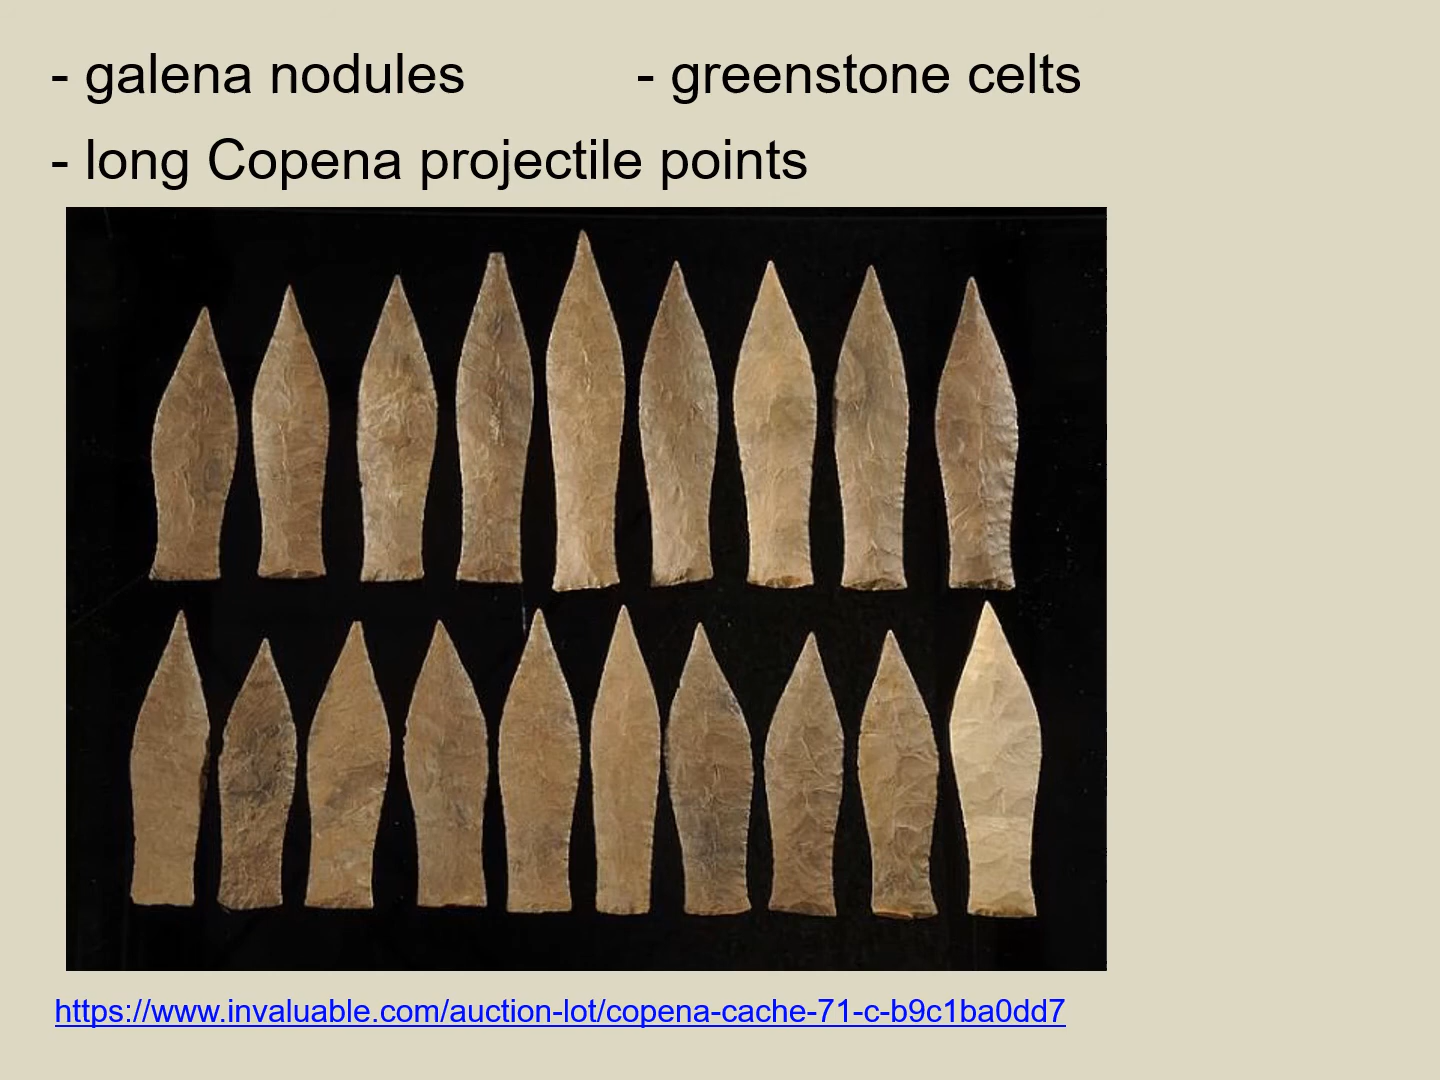 - galena nodules - greenstone celts
- long Copena projectile points
https://www.invaluable.com/auction-lot/copena-cache-71-c-b9c1ba0dd7